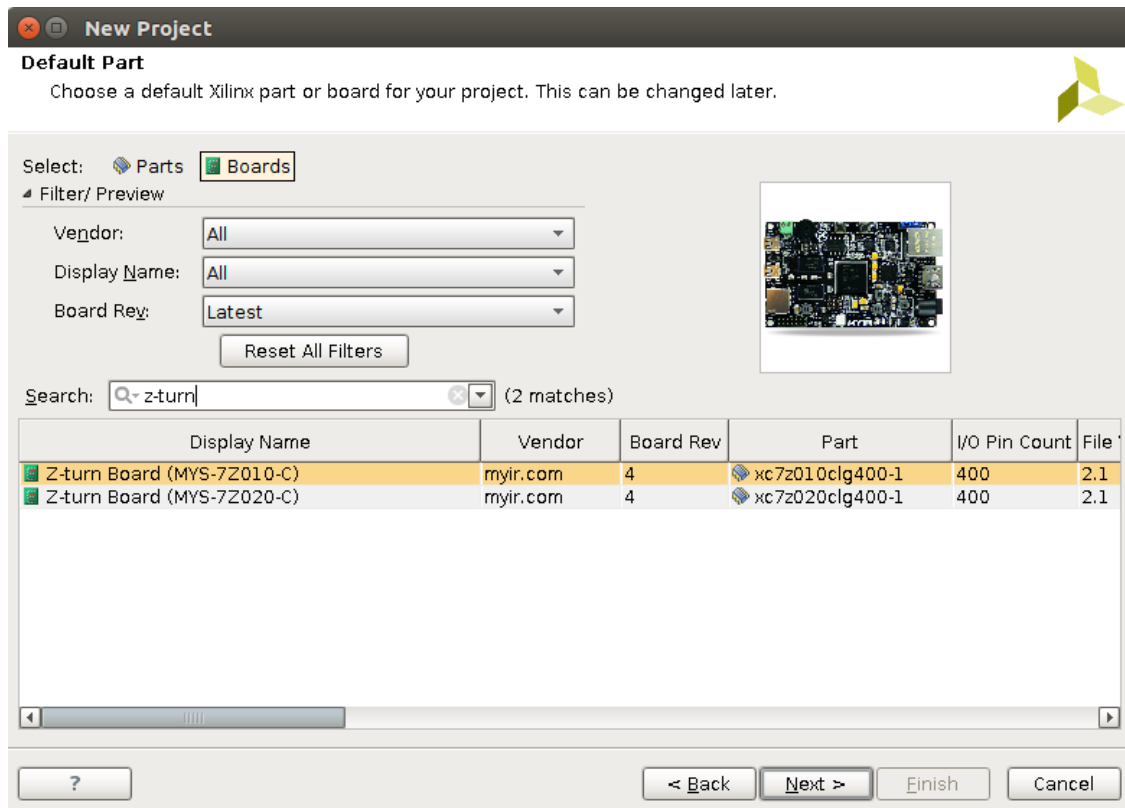 New Project
Default Part
Choose a default Xilinx part or board for your project. This can be changed later.
Select: Parts Boards
Filter/ Preview
Vendor: All
Display Name: All
Board Rev: Latest
Reset All Filters
Search: z-turn (2 matches)
Display Name Vendor Board Rev Part I/O Pin Count File
Z-turn Board (MYS-7Z010-C) myir.com 4 xc7z010clg400-1 400 2.1
Z-turn Board (MYS-7Z020-C) myir.com 4 xc7z020clg400-1 400 2.1
? < Back Next > Finish Cancel